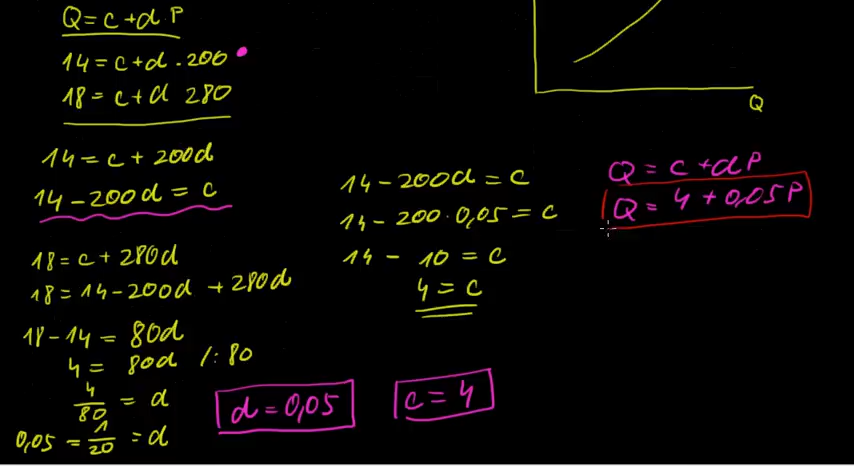 Q = c + d. P
14 = c + d . 200
18 = c + d 280
14 = c + 200d
14 - 200d = c
18 = c + 280d
18 = 14 - 200d + 280d
18 - 14 = 80d
4 = 80d /: 80
4/80 = d
0,05 = 1/20 = d
d = 0,05
c = 4
14 - 200d = c
14 - 200 · 0,05 = c
14 - 10 = c
4 = c
Q
Q = c + dP
Q = 4 + 0,05P